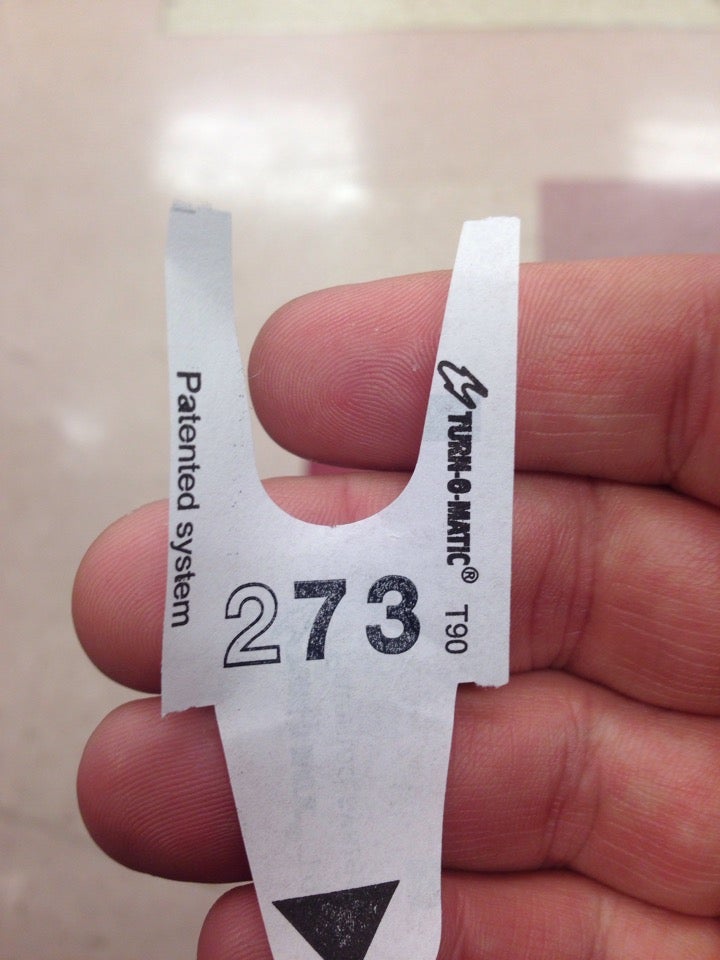 Patented system
TURN-O-MATIC®
T90
273